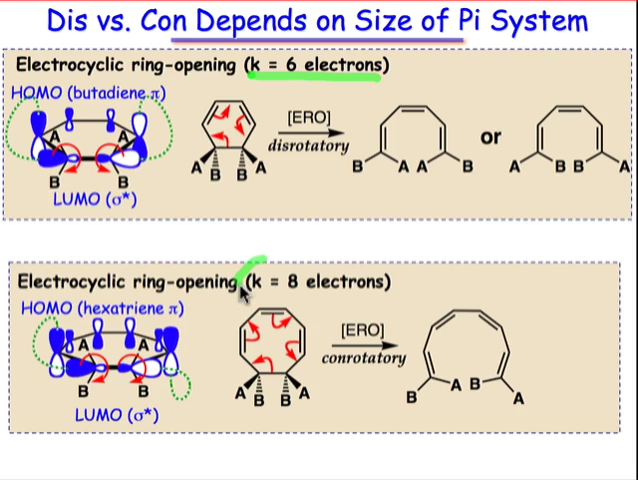 Dis vs. Con Depends on Size of Pi System
Electrocyclic ring-opening (k = 6 electrons)
HOMO (butadiene π)
A A
B B
LUMO (σ*)
A B B A
[ERO]
disrotatory
B A A B
or
A B B A
Electrocyclic ring-opening (k = 8 electrons)
HOMO (hexatriene π)
A A
B B
LUMO (σ*)
A B B A
[ERO]
conrotatory
B A B A